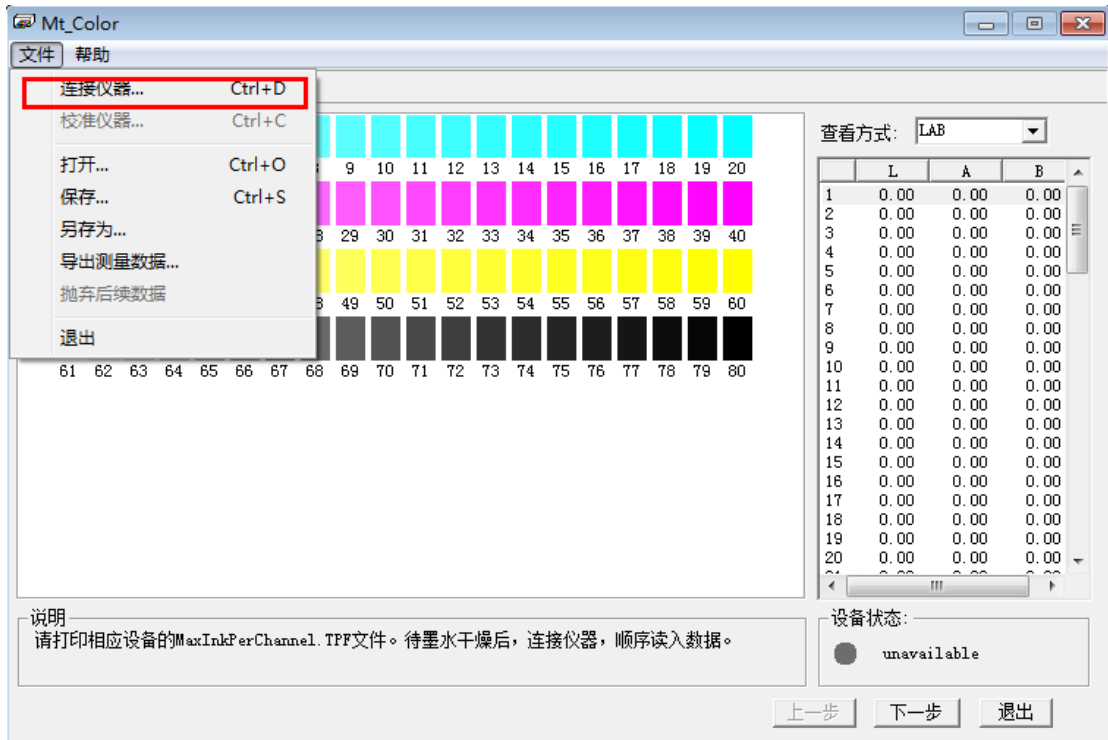 Mt_Color
文件 帮助
连接仪器... Ctrl+D
校准仪器... Ctrl+C
打开... Ctrl+O
保存... Ctrl+S
另存为...
导出测量数据...
抛弃后续数据
退出
9 10 11 12 13 14 15 16 17 18 19 20
29 30 31 32 33 34 35 36 37 38 39 40
49 50 51 52 53 54 55 56 57 58 59 60
61 62 63 64 65 66 67 68 69 70 71 72 73 74 75 76 77 78 79 80
查看方式: LAB
L A B
1 0.00 0.00 0.00
2 0.00 0.00 0.00
3 0.00 0.00 0.00
4 0.00 0.00 0.00
5 0.00 0.00 0.00
6 0.00 0.00 0.00
7 0.00 0.00 0.00
8 0.00 0.00 0.00
9 0.00 0.00 0.00
10 0.00 0.00 0.00
11 0.00 0.00 0.00
12 0.00 0.00 0.00
13 0.00 0.00 0.00
14 0.00 0.00 0.00
15 0.00 0.00 0.00
16 0.00 0.00 0.00
17 0.00 0.00 0.00
18 0.00 0.00 0.00
19 0.00 0.00 0.00
20 0.00 0.00 0.00
说明
请打印相应设备的MaxInkPerChannel.TPF文件。待墨水干燥后，连接仪器，顺序读入数据。
设备状态:
unavailable
上一步 下一步 退出